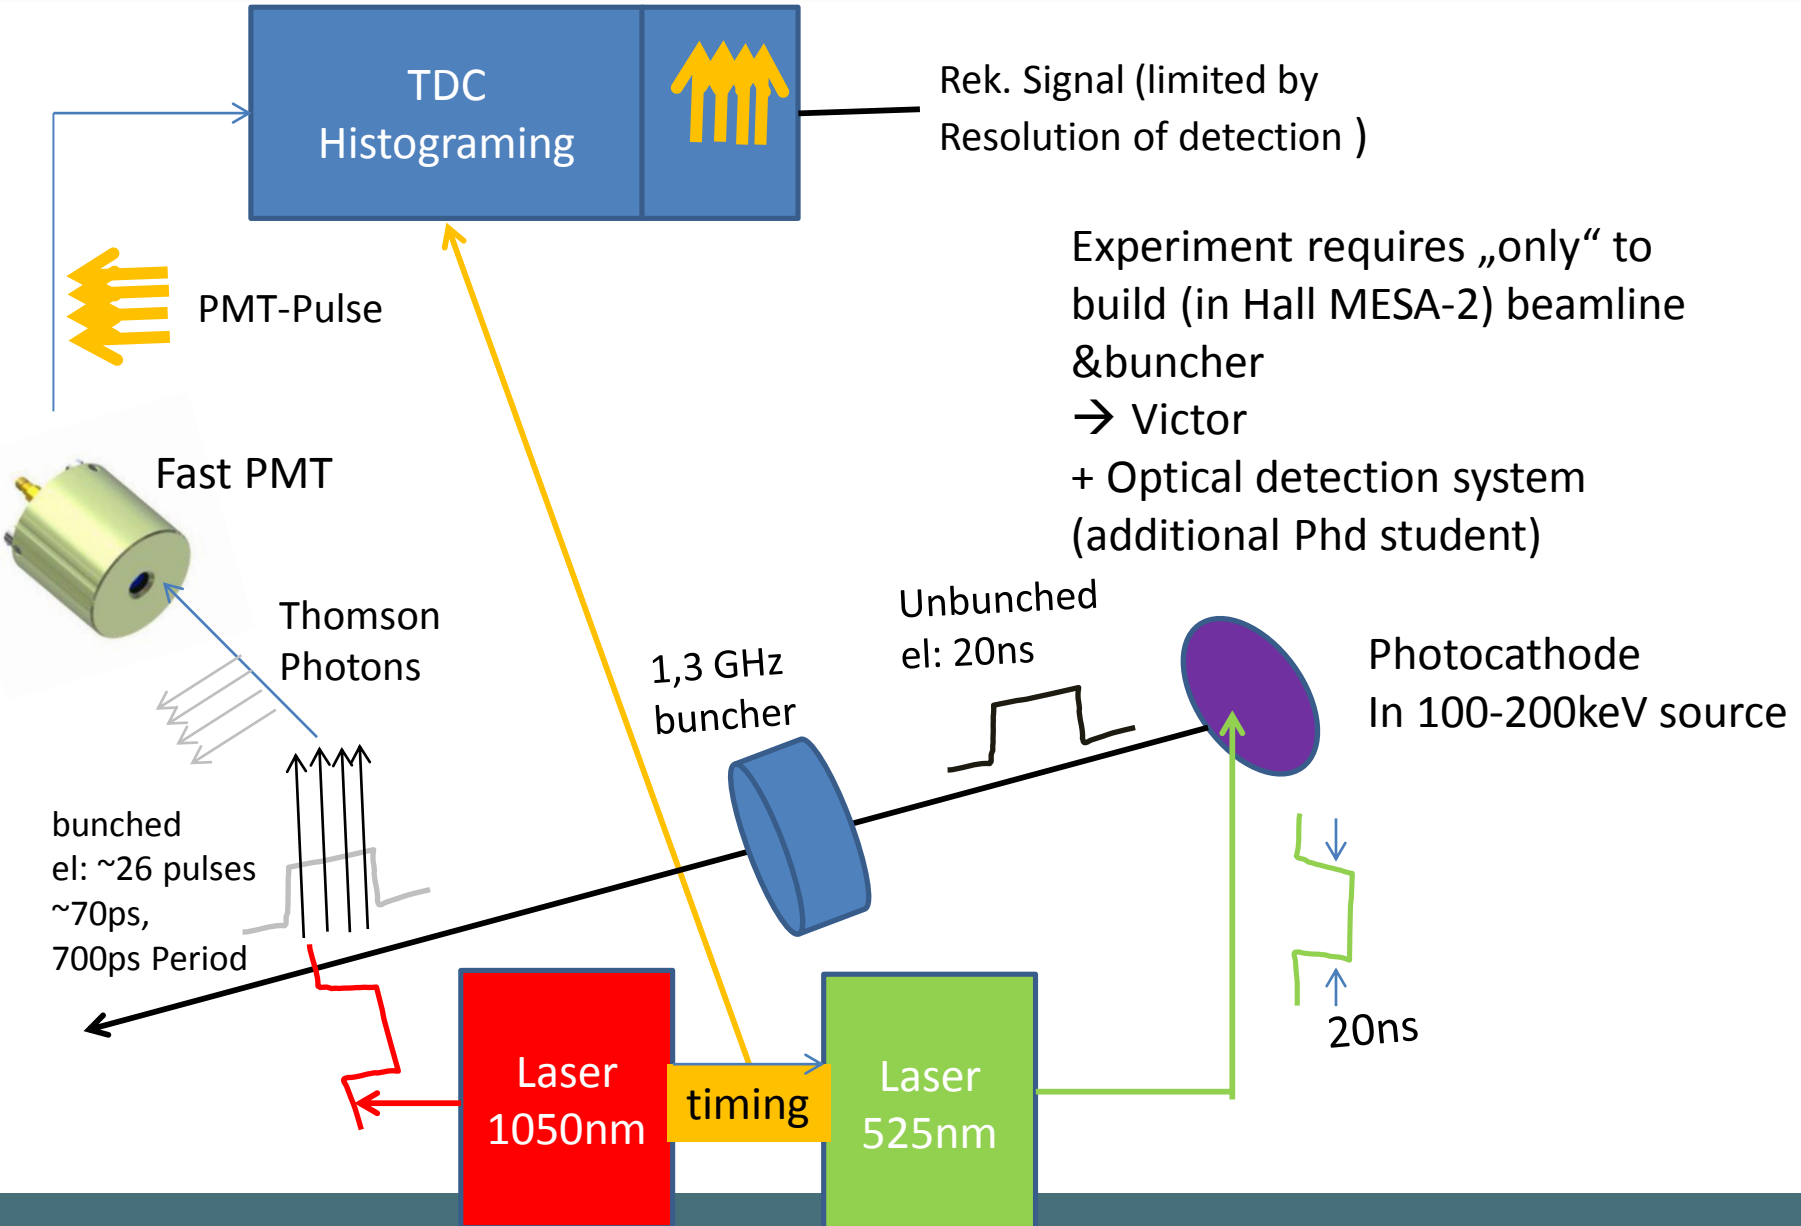 TDC
Histograming
Rek. Signal (limited by
Resolution of detection )
Experiment requires „only“ to
build (in Hall MESA-2) beamline
&buncher
→ Victor
+ Optical detection system
(additional Phd student)
PMT-Pulse
Fast PMT
Thomson
Photons
1,3 GHz
buncher
Unbunched
el: 20ns
Photocathode
In 100-200keV source
bunched
el: ~26 pulses
~70ps,
700ps Period
20ns
Laser
1050nm
timing
Laser
525nm